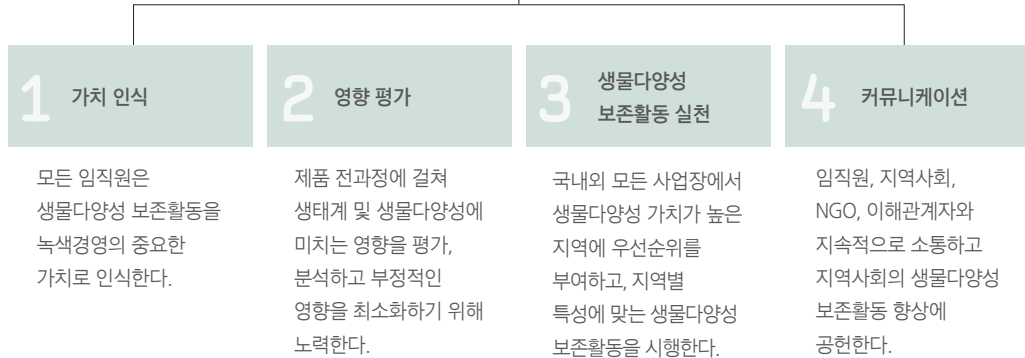 1
가치 인식
모든 임직원은
생물다양성 보존활동을
녹색경영의 중요한
가치로 인식한다.
2
영향 평가
제품 전과정에 걸쳐
생태계 및 생물다양성에
미치는 영향을 평가,
분석하고 부정적인
영향을 최소화하기 위해
노력한다.
3
생물다양성
보존활동 실천
국내외 모든 사업장에서
생물다양성 가치가 높은
지역에 우선순위를
부여하고, 지역별
특성에 맞는 생물다양성
보존활동을 시행한다.
4
커뮤니케이션
임직원, 지역사회,
NGO, 이해관계자와
지속적으로 소통하고
지역사회의 생물다양성
보존활동 향상에
공헌한다.